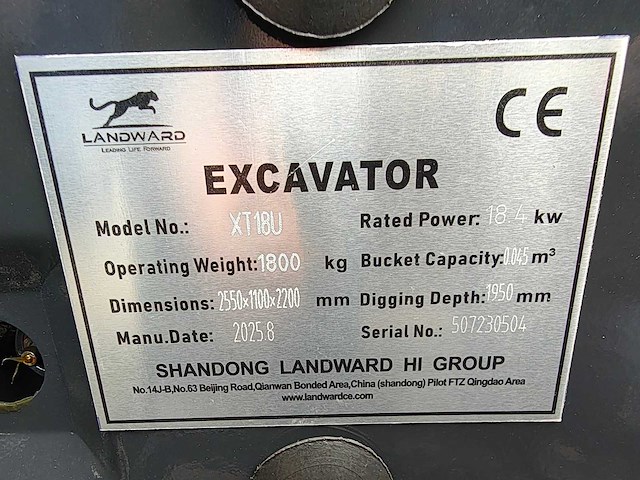 LANDWARD
LEADING LIFE FORWARD
CE
EXCAVATOR
Model No.: XT18U
Rated Power: 18.4 kw
Operating Weight: 1800 kg
Bucket Capacity: 0.045 m³
Dimensions: 2550x1100x2200 mm
Digging Depth: 1950 mm
Manu.Date: 2025.8
Serial No.: 507230504
SHANDONG LANDWARD HI GROUP
No.14J-B,No.63 Beijing Road,Qianwan Bonded Area,China (shandong) Pilot FTZ Qingdao Area
www.landwardce.com